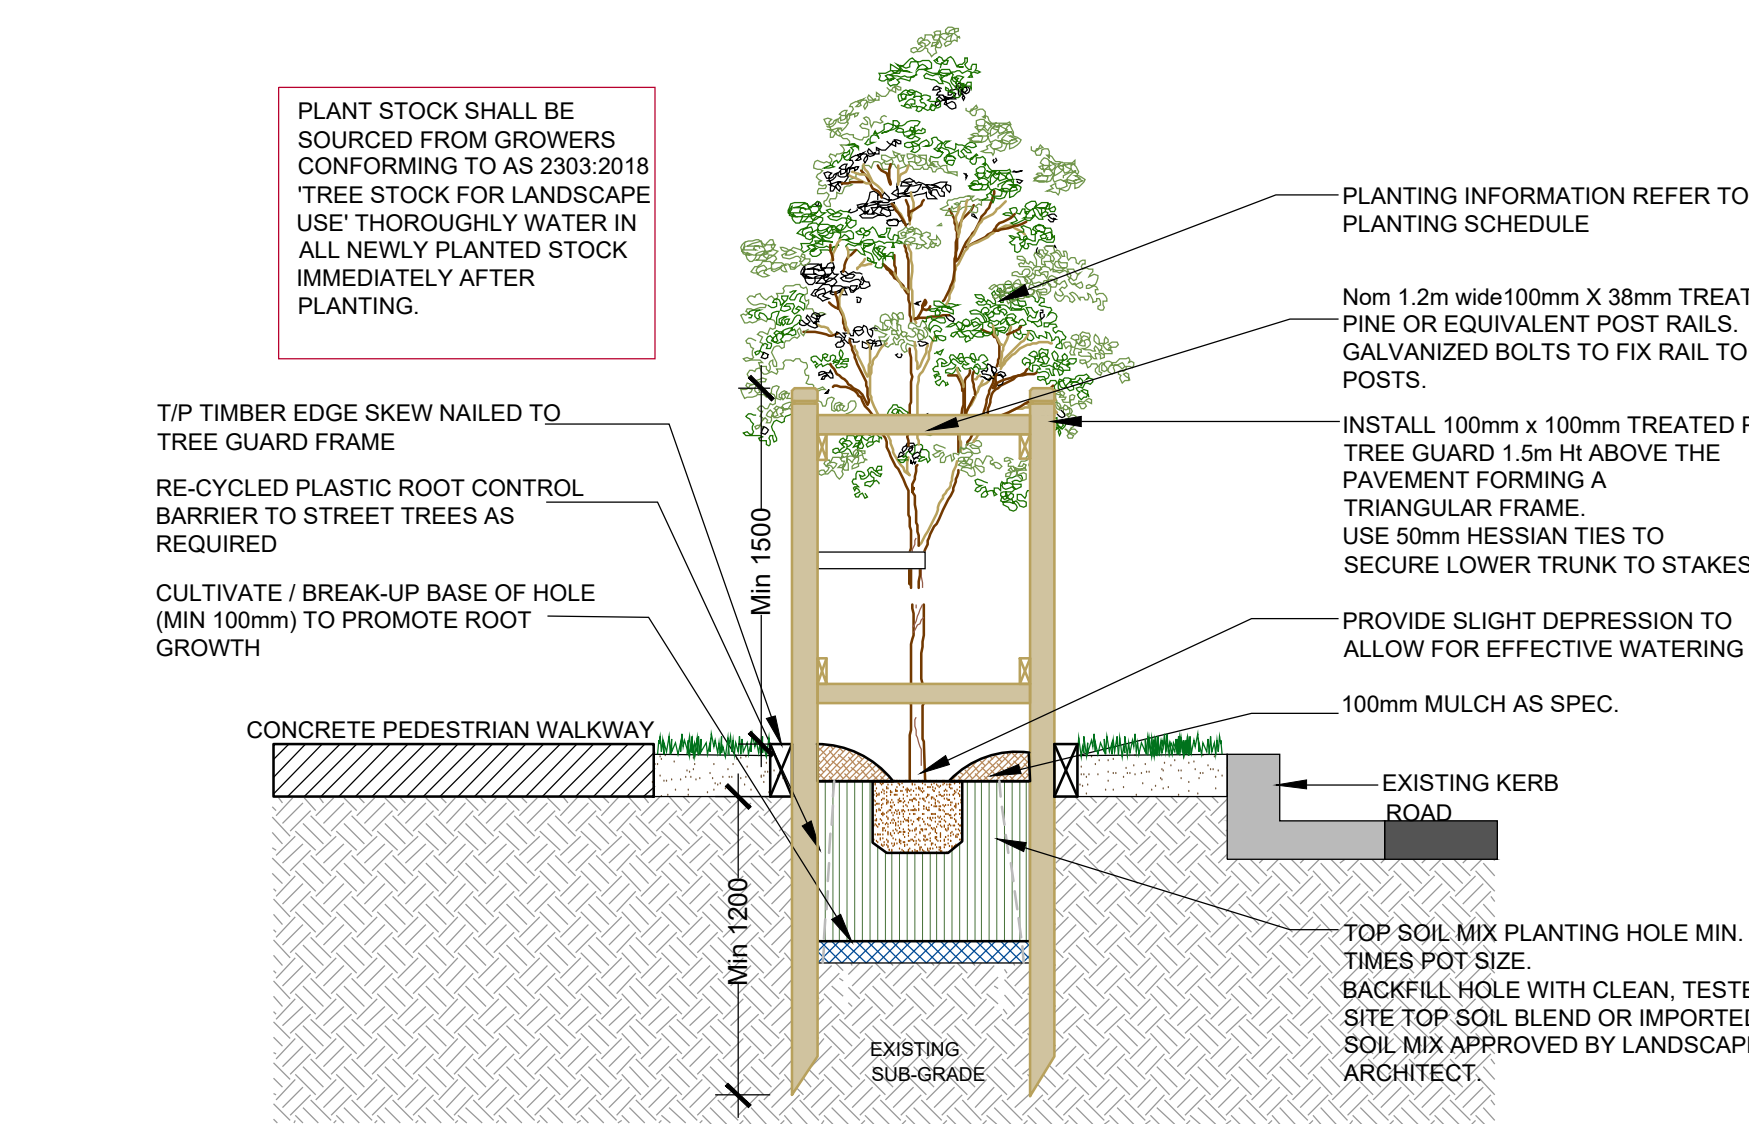 PLANT STOCK SHALL BE
SOURCED FROM GROWERS
CONFORMING TO AS 2303:2018
'TREE STOCK FOR LANDSCAPE
USE' THOROUGHLY WATER IN
ALL NEWLY PLANTED STOCK
IMMEDIATELY AFTER
PLANTING.
T/P TIMBER EDGE SKEW NAILED TO
TREE GUARD FRAME
RE-CYCLED PLASTIC ROOT CONTROL
BARRIER TO STREET TREES AS
REQUIRED
CULTIVATE / BREAK-UP BASE OF HOLE
(MIN 100mm) TO PROMOTE ROOT
GROWTH
CONCRETE PEDESTRIAN WALKWAY
Min 1500
Min 1200
EXISTING
SUB-GRADE
PLANTING INFORMATION REFER TO
PLANTING SCHEDULE
Nom 1.2m wide100mm X 38mm TREAT
PINE OR EQUIVALENT POST RAILS.
GALVANIZED BOLTS TO FIX RAIL TO
POSTS.
INSTALL 100mm x 100mm TREATED P
TREE GUARD 1.5m Ht ABOVE THE
PAVEMENT FORMING A
TRIANGULAR FRAME.
USE 50mm HESSIAN TIES TO
SECURE LOWER TRUNK TO STAKES
PROVIDE SLIGHT DEPRESSION TO
ALLOW FOR EFFECTIVE WATERING
100mm MULCH AS SPEC.
EXISTING KERB
ROAD
TOP SOIL MIX PLANTING HOLE MIN.
TIMES POT SIZE.
BACKFILL HOLE WITH CLEAN, TESTE
SITE TOP SOIL BLEND OR IMPORTED
SOIL MIX APPROVED BY LANDSCAP
ARCHITECT.